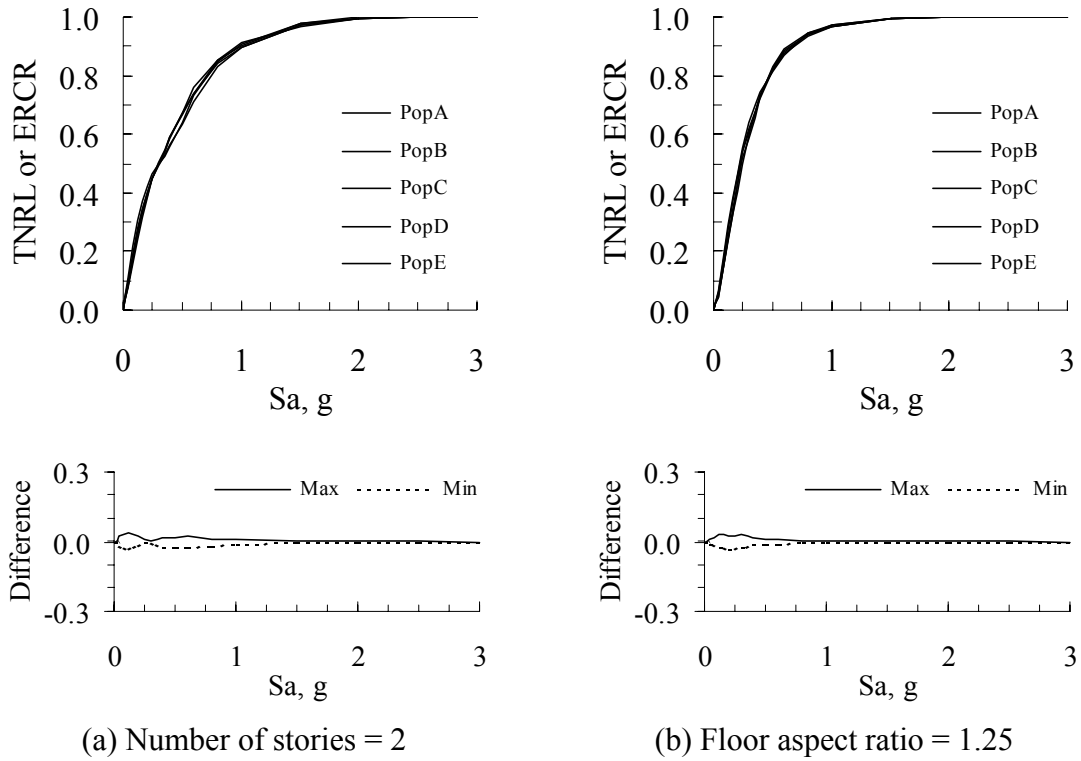 TNRL or ERCR
1.0
0.8
0.6
0.4
0.2
0.0
PopA
PopB
PopC
PopD
PopE
0 1 2 3
Sa, g
TNRL or ERCR
1.0
0.8
0.6
0.4
0.2
0.0
PopA
PopB
PopC
PopD
PopE
0 1 2 3
Sa, g
Difference
0.3
0.0
-0.3
Max Min
0 1 2 3
Sa, g
(a) Number of stories = 2
Difference
0.3
0.0
-0.3
Max Min
0 1 2 3
Sa, g
(b) Floor aspect ratio = 1.25